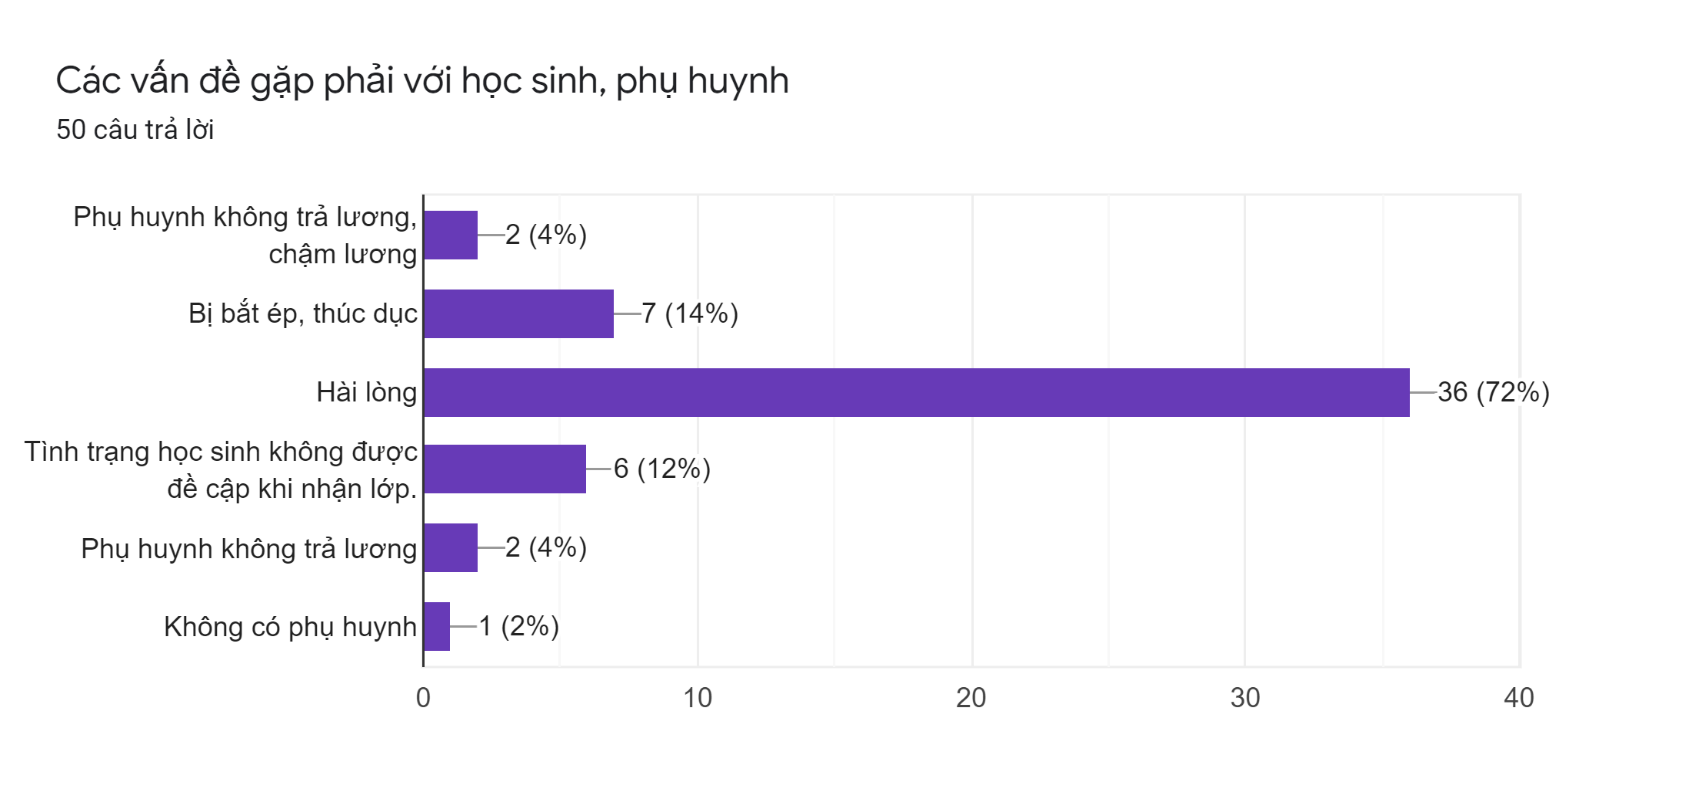 Các vấn đề gặp phải với học sinh, phụ huynh
50 câu trả lời
Phụ huynh không trả lương,
chậm lương
2 (4%)
Bị bắt ép, thúc dục
7 (14%)
Hài lòng
36 (72%)
Tình trạng học sinh không được
đề cập khi nhận lớp.
6 (12%)
Phụ huynh không trả lương
2 (4%)
Không có phụ huynh
1 (2%)
0 10 20 30 40